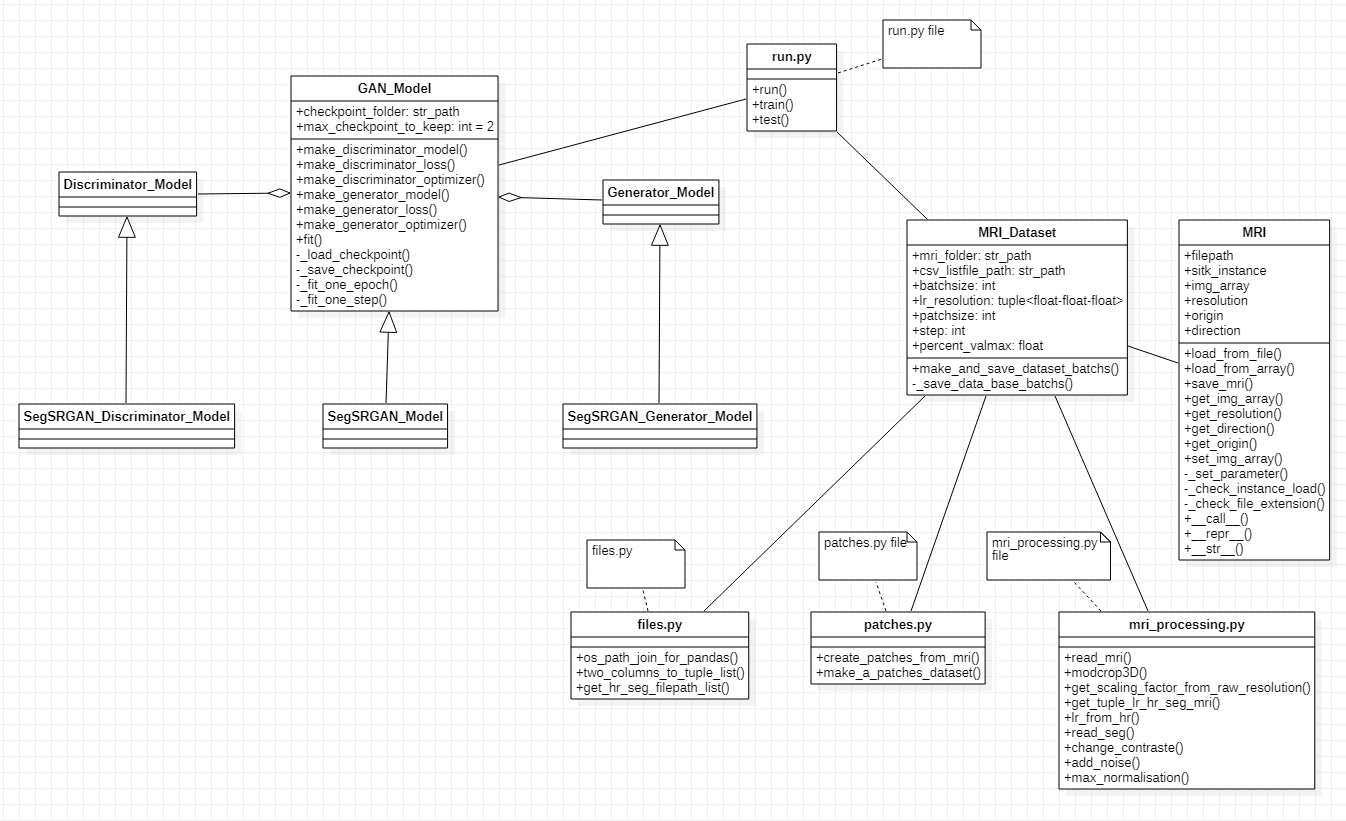 run.py file
run.py
+run()
+train()
+test()
GAN_Model
+checkpoint_folder: str_path
+max_checkpoint_to_keep: int = 2
+make_discriminator_model()
+make_discriminator_loss()
+make_discriminator_optimizer()
+make_generator_model()
+make_generator_loss()
+make_generator_optimizer()
+fit()
-_load_checkpoint()
-_save_checkpoint()
-_fit_one_epoch()
-_fit_one_step()
Discriminator_Model
Generator_Model
MRI_Dataset
+mri_folder: str_path
+csv_listfile_path: str_path
+batchsize: int
+lr_resolution: tuple<float-float-float>
+patchsize: int
+step: int
+percent_valmax: float
+make_and_save_dataset_batchs()
-_save_data_base_batchs()
MRI
+filepath
+sitk_instance
+img_array
+resolution
+origin
+direction
+load_from_file()
+load_from_array()
+save_mri()
+get_img_array()
+get_resolution()
+get_direction()
+get_origin()
+set_img_array()
-_set_parameter()
-_check_instance_load()
-_check_file_extension()
+__call__()
+__repr__()
+__str__()
SegSRGAN_Discriminator_Model
SegSRGAN_Model
SegSRGAN_Generator_Model
files.py
patches.py file
mri_processing.py
file
files.py
+os_path_join_for_pandas()
+two_columns_to_tuple_list()
+get_hr_seg_filepath_list()
patches.py
+create_patches_from_mri()
+make_a_patches_dataset()
mri_processing.py
+read_mri()
+modcrop3D()
+get_scaling_factor_from_raw_resolution()
+get_tuple_lr_hr_seg_mri()
+lr_from_hr()
+read_seg()
+change_contraste()
+add_noise()
+max_normalisation()